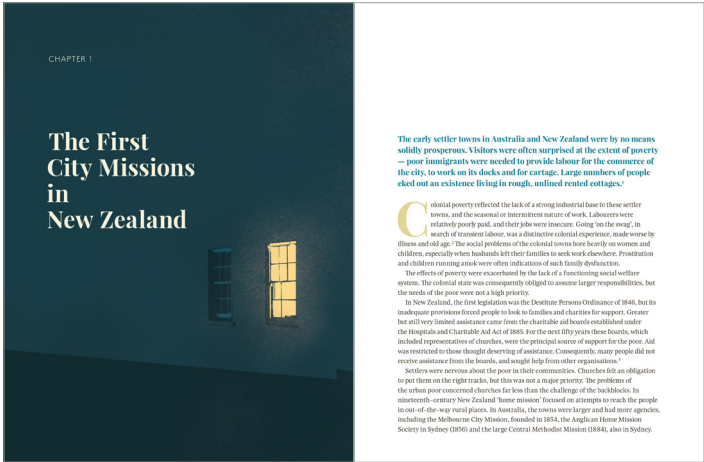 CHAPTER 1
The First
City Missions
in
New Zealand
The early settler towns in Australia and New Zealand were by no means
solidly prosperous. Visitors were often surprised at the extent of poverty
— poor immigrants were needed to provide labour for the commerce of
the city, to work on its docks and for cartage. Large numbers of people
eked out an existence living in rough, unlined rented cottages.¹
Colonial poverty reflected the lack of a strong industrial base to these settler
towns, and the seasonal or intermittent nature of work. Labourers were
relatively poorly paid, and their jobs were insecure. Going ‘on the swag’, in
search of transient labour, was a distinctive colonial experience, made worse by
illness and old age.² The social problems of the colonial towns bore heavily on women and
children, especially when husbands left their families to seek work elsewhere. Prostitution
and children running amok were often indications of such family dysfunction.
The effects of poverty were exacerbated by the lack of a functioning social welfare
system. The colonial state was consequently obliged to assume larger responsibilities, but
the needs of the poor were not a high priority.
In New Zealand, the first legislation was the Destitute Persons Ordinance of 1846, but its
inadequate provisions forced people to look to families and charities for support. Greater
but still very limited assistance came from the charitable aid boards established under
the Hospitals and Charitable Aid Act of 1885. For the next fifty years these boards, which
included representatives of churches, were the principal source of support for the poor. Aid
was restricted to those thought deserving of assistance. Consequently, many people did not
receive assistance from the boards, and sought help from other organisations.³
Settlers were nervous about the poor in their communities. Churches felt an obligation
to put them on the right tracks, but this was not a major priority. The problems of
the urban poor concerned churches far less than the challenge of the backblocks. In
nineteenth-century New Zealand ‘home mission’ focused on attempts to reach the people
in out-of-the-way rural places. In Australia, the towns were larger and had more agencies,
including the Melbourne City Mission, founded in 1854, the Anglican Home Mission
Society in Sydney (1856) and the large Central Methodist Mission (1884), also in Sydney.